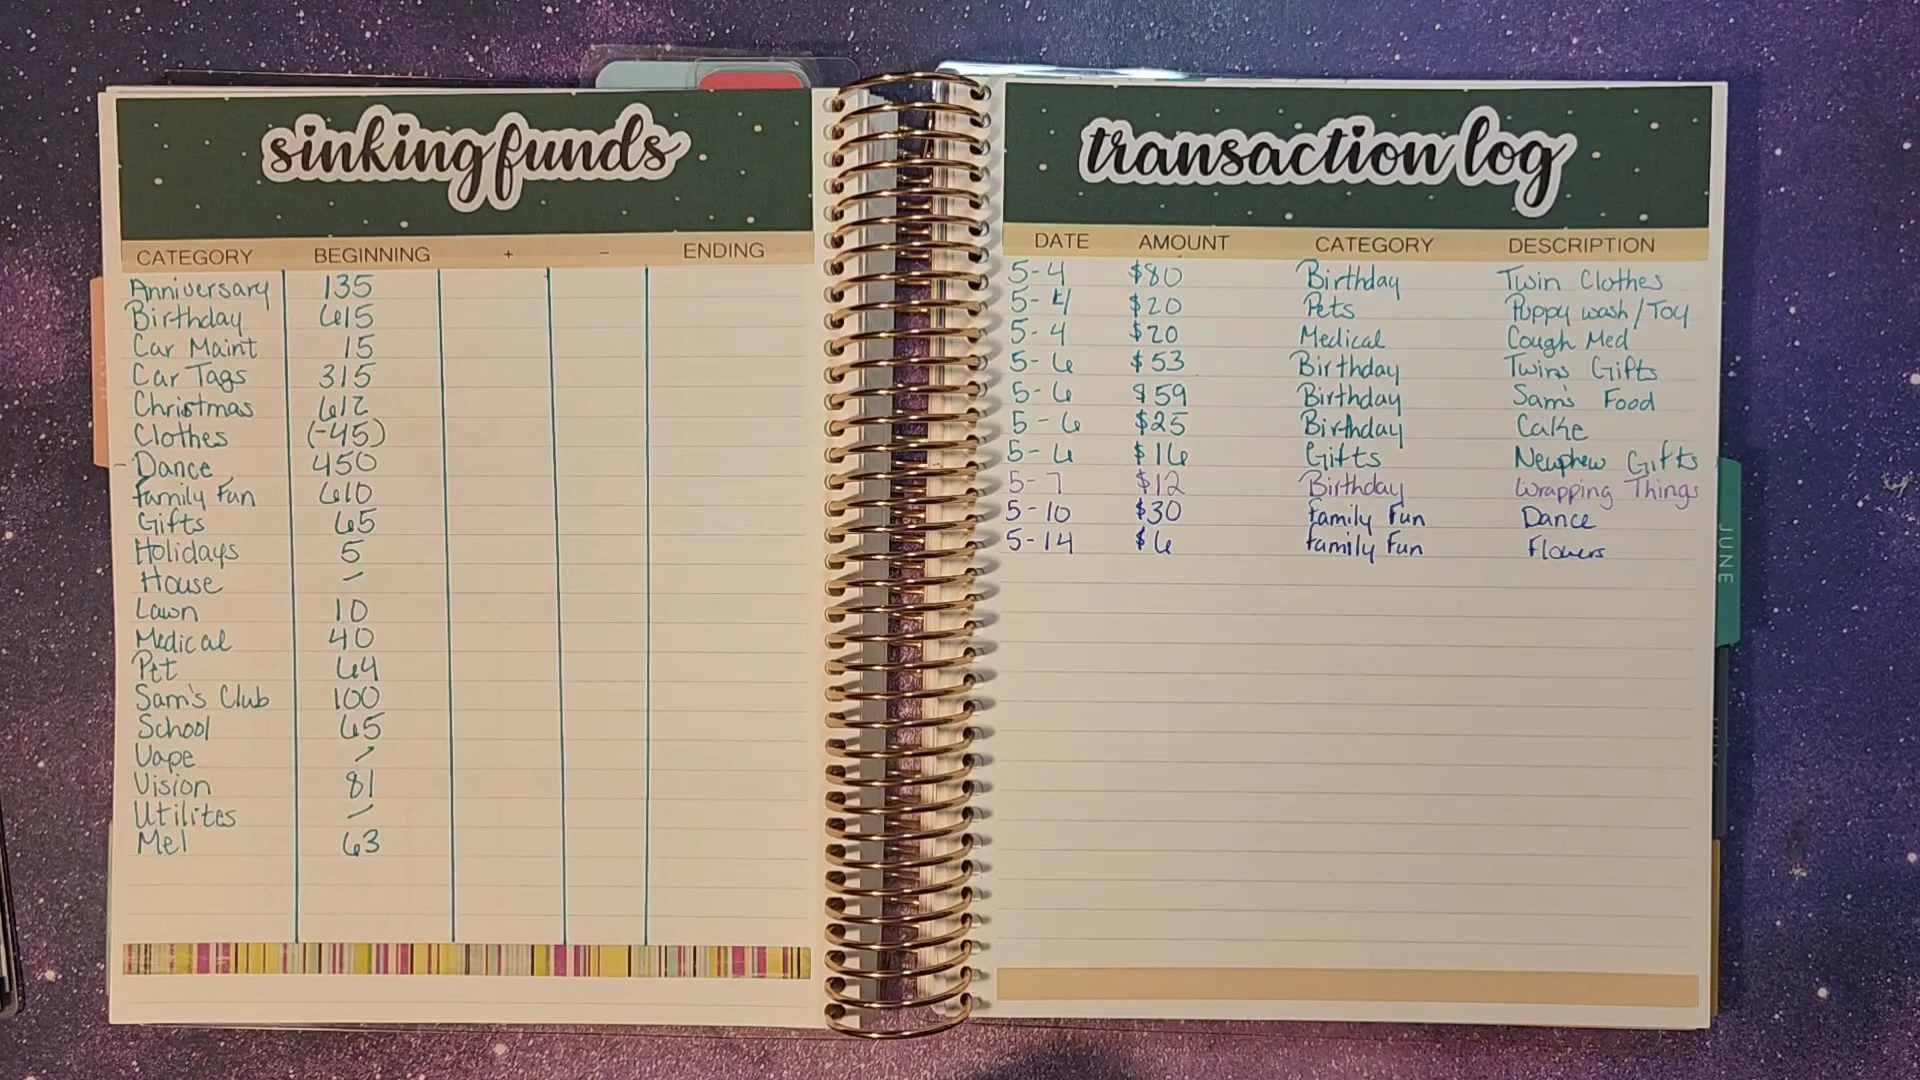 sinking funds
CATEGORY BEGINNING + - ENDING
Anniversary 135
Birthday 615
Car Maint 15
Car Tags 315
Christmas 612
Clothes (-45)
- Dance 450
Family Fun 610
Gifts 65
Holidays 5
House -
Lawn 10
Medical 40
Pet 64
Sam's Club 100
School 65
Vape -
Vision 81
Utilites -
Mel 63
transaction log
DATE AMOUNT CATEGORY DESCRIPTION
5-4 $80 Birthday Twin Clothes
5-4 $20 Pets Puppy wash/Toy
5-4 $20 Medical Cough Med
5-6 $53 Birthday Twins Gifts
5-6 $59 Birthday Sam's Food
5-6 $25 Birthday Cake
5-6 $16 Gifts Newphew Gifts
5-7 $12 Birthday Wrapping Things
5-10 $30 Family Fun Dance
5-14 $6 Family Fun Flowers
JUNE